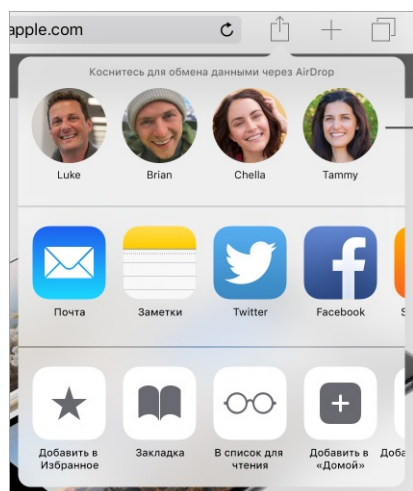 apple.com
Коснитесь для обмена данными через AirDrop
Luke Brian Chella Tammy
Почта Заметки Twitter Facebook
Добавить в Избранное Закладка В список для чтения Добавить в «Домой»